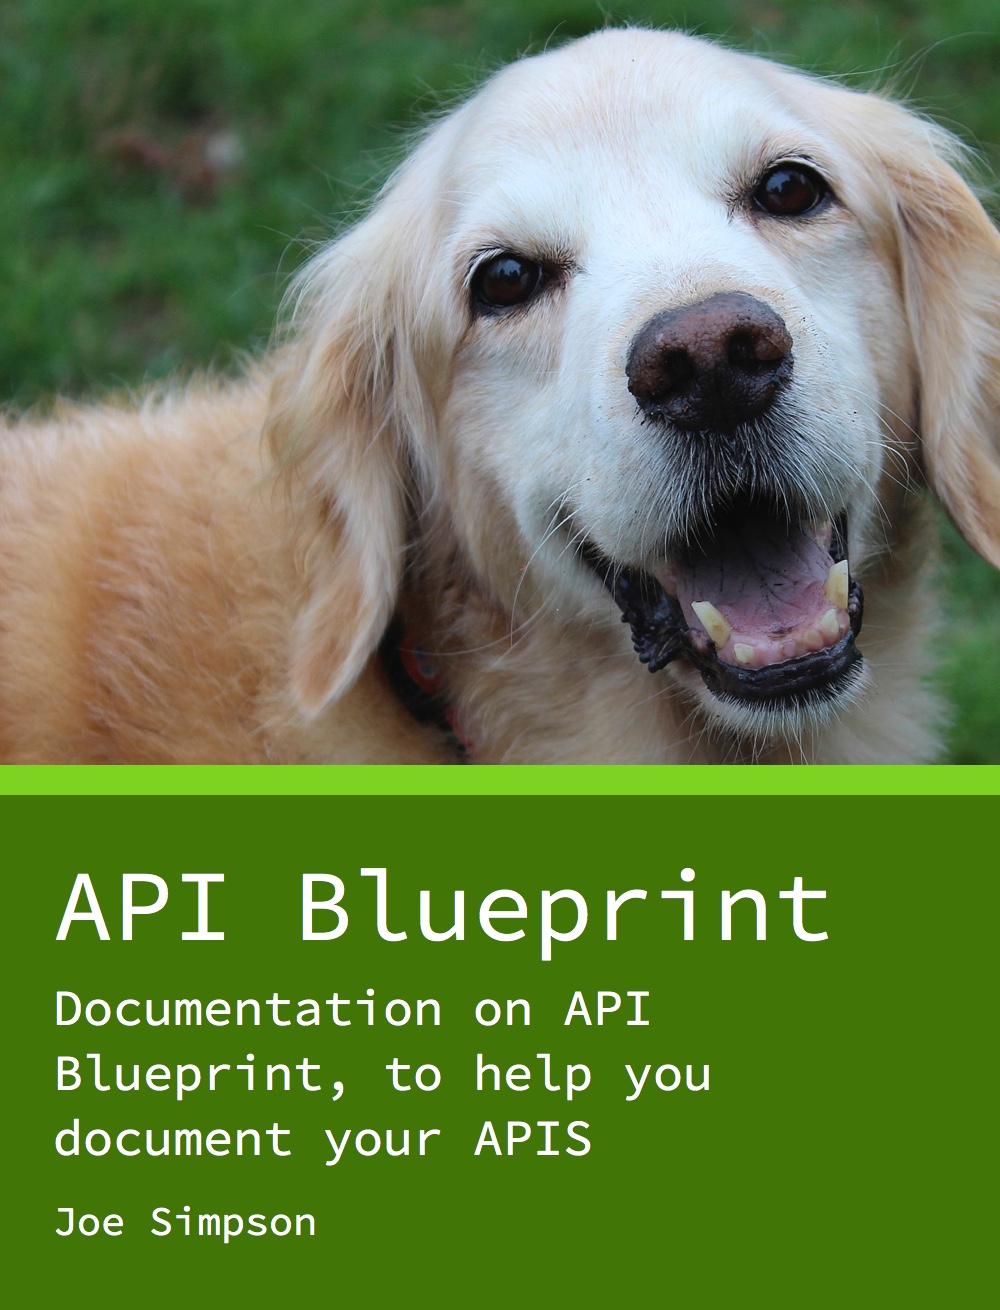 API Blueprint
Documentation on API
Blueprint, to help you
document your APIS
Joe Simpson